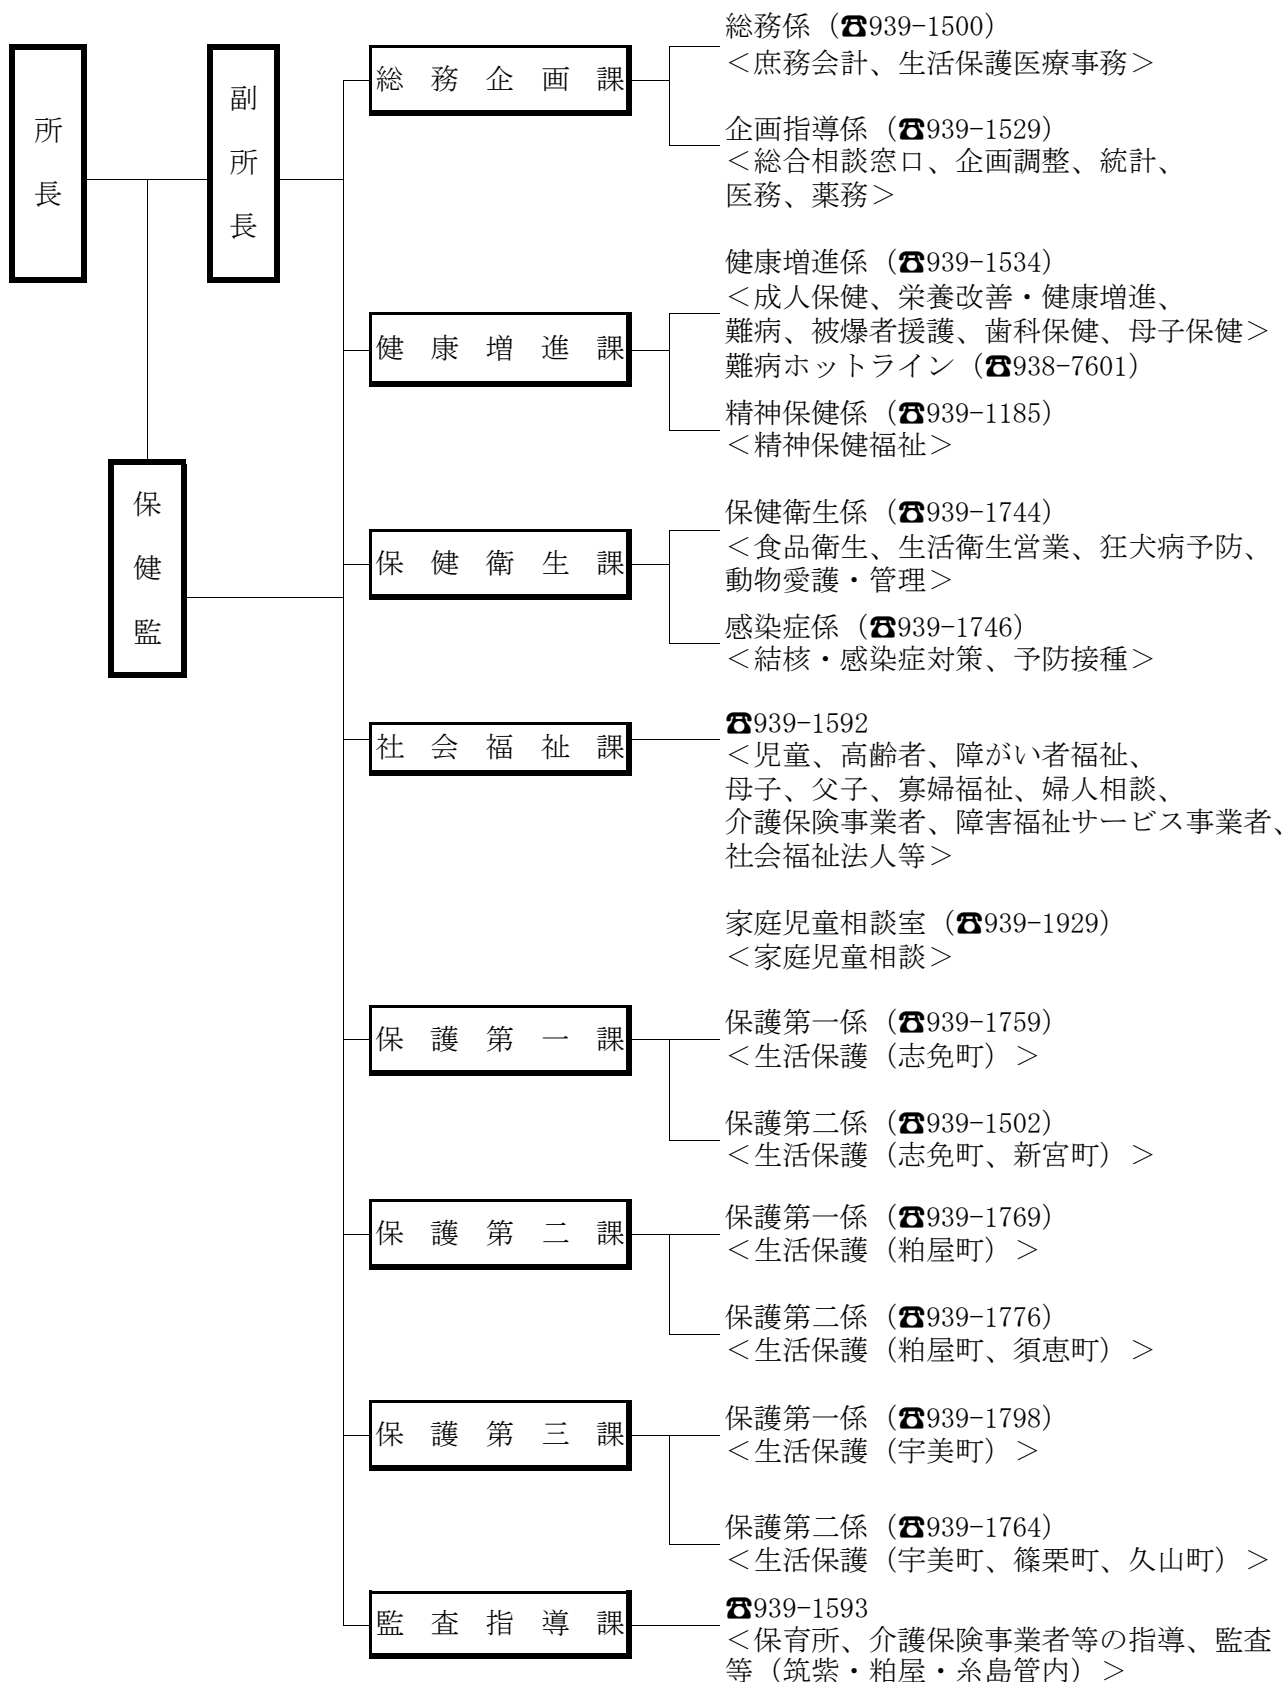 所長
副所長
保健監
総務企画課
総務係（☎939-1500）
＜庶務会計、生活保護医療事務＞
企画指導係（☎939-1529）
＜総合相談窓口、企画調整、統計、
医務、薬務＞
健康増進課
健康増進係（☎939-1534）
＜成人保健、栄養改善・健康増進、
難病、被爆者援護、歯科保健、母子保健＞
難病ホットライン（☎938-7601）
精神保健係（☎939-1185）
＜精神保健福祉＞
保健衛生課
保健衛生係（☎939-1744）
＜食品衛生、生活衛生営業、狂犬病予防、
動物愛護・管理＞
感染症係（☎939-1746）
＜結核・感染症対策、予防接種＞
社会福祉課
☎939-1592
＜児童、高齢者、障がい者福祉、
母子、父子、寡婦福祉、婦人相談、
介護保険事業者、障害福祉サービス事業者、
社会福祉法人等＞
家庭児童相談室（☎939-1929）
＜家庭児童相談＞
保護第一課
保護第一係（☎939-1759）
＜生活保護（志免町）＞
保護第二係（☎939-1502）
＜生活保護（志免町、新宮町）＞
保護第二課
保護第一係（☎939-1769）
＜生活保護（粕屋町）＞
保護第二係（☎939-1776）
＜生活保護（粕屋町、須恵町）＞
保護第三課
保護第一係（☎939-1798）
＜生活保護（宇美町）＞
保護第二係（☎939-1764）
＜生活保護（宇美町、篠栗町、久山町）＞
監査指導課
☎939-1593
＜保育所、介護保険事業者等の指導、監査
等（筑紫・粕屋・糸島管内）＞